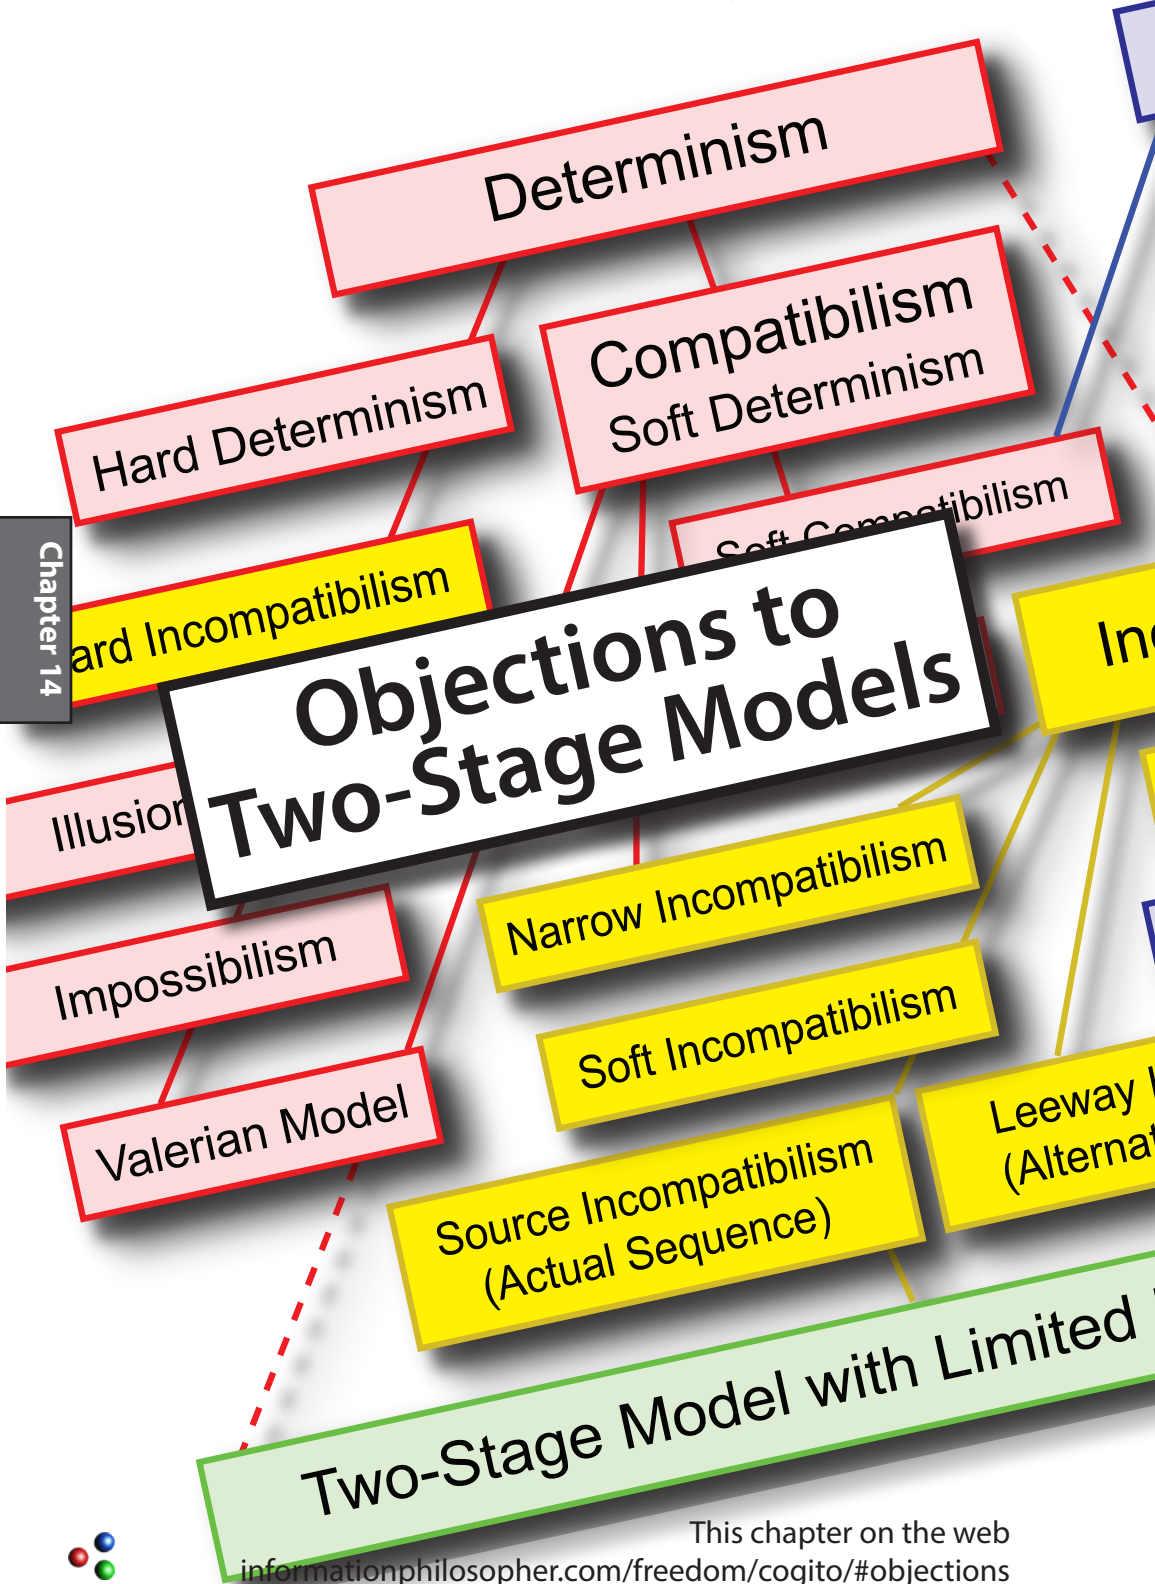 Determinism
Compatibilism
Soft Determinism
Hard Determinism
Soft Compatibilism
ard Incompatibilism
Chapter 14
Objections to
Two-Stage Models
Illusion
Narrow Incompatibilism
Impossibilism
Soft Incompatibilism
Valerian Model
Leeway
Source Incompatibilism
(Actual Sequence)
Two-Stage Model with Limited
This chapter on the web
informationphilosopher.com/freedom/cogito/#objections